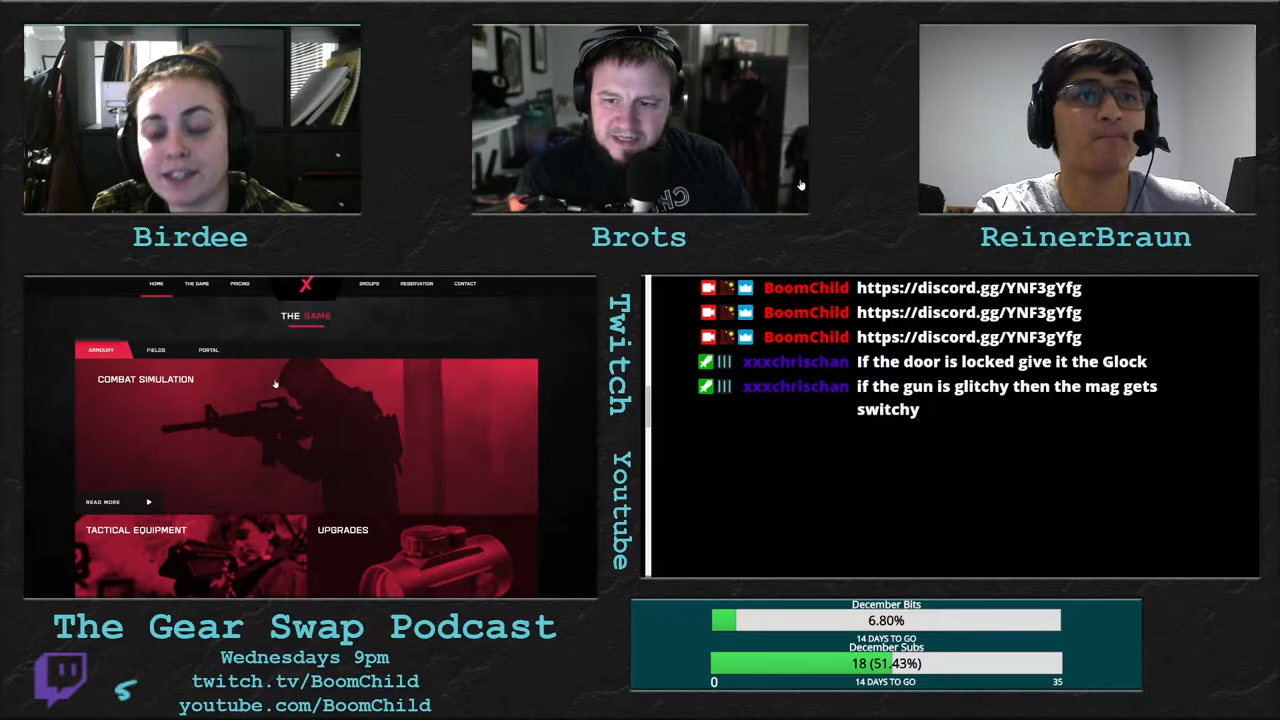 Birdee
Brots
ReinerBraun
HOME THE GAME PRICING X GROUPS RESERVATION CONTACT
THE GAME
ARMOURY FIELDS PORTAL
COMBAT SIMULATION
READ MORE
TACTICAL EQUIPMENT
UPGRADES
Twitch Youtube
BoomChild https://discord.gg/YNF3gYfg
BoomChild https://discord.gg/YNF3gYfg
BoomChild https://discord.gg/YNF3gYfg
xxxchrischan If the door is locked give it the Glock
xxxchrischan if the gun is glitchy then the mag gets
switchy
The Gear Swap Podcast
Wednesdays 9pm
twitch.tv/BoomChild
youtube.com/BoomChild
December Bits
6.80%
14 DAYS TO GO
December Subs
18 (51.43%)
0 14 DAYS TO GO 35